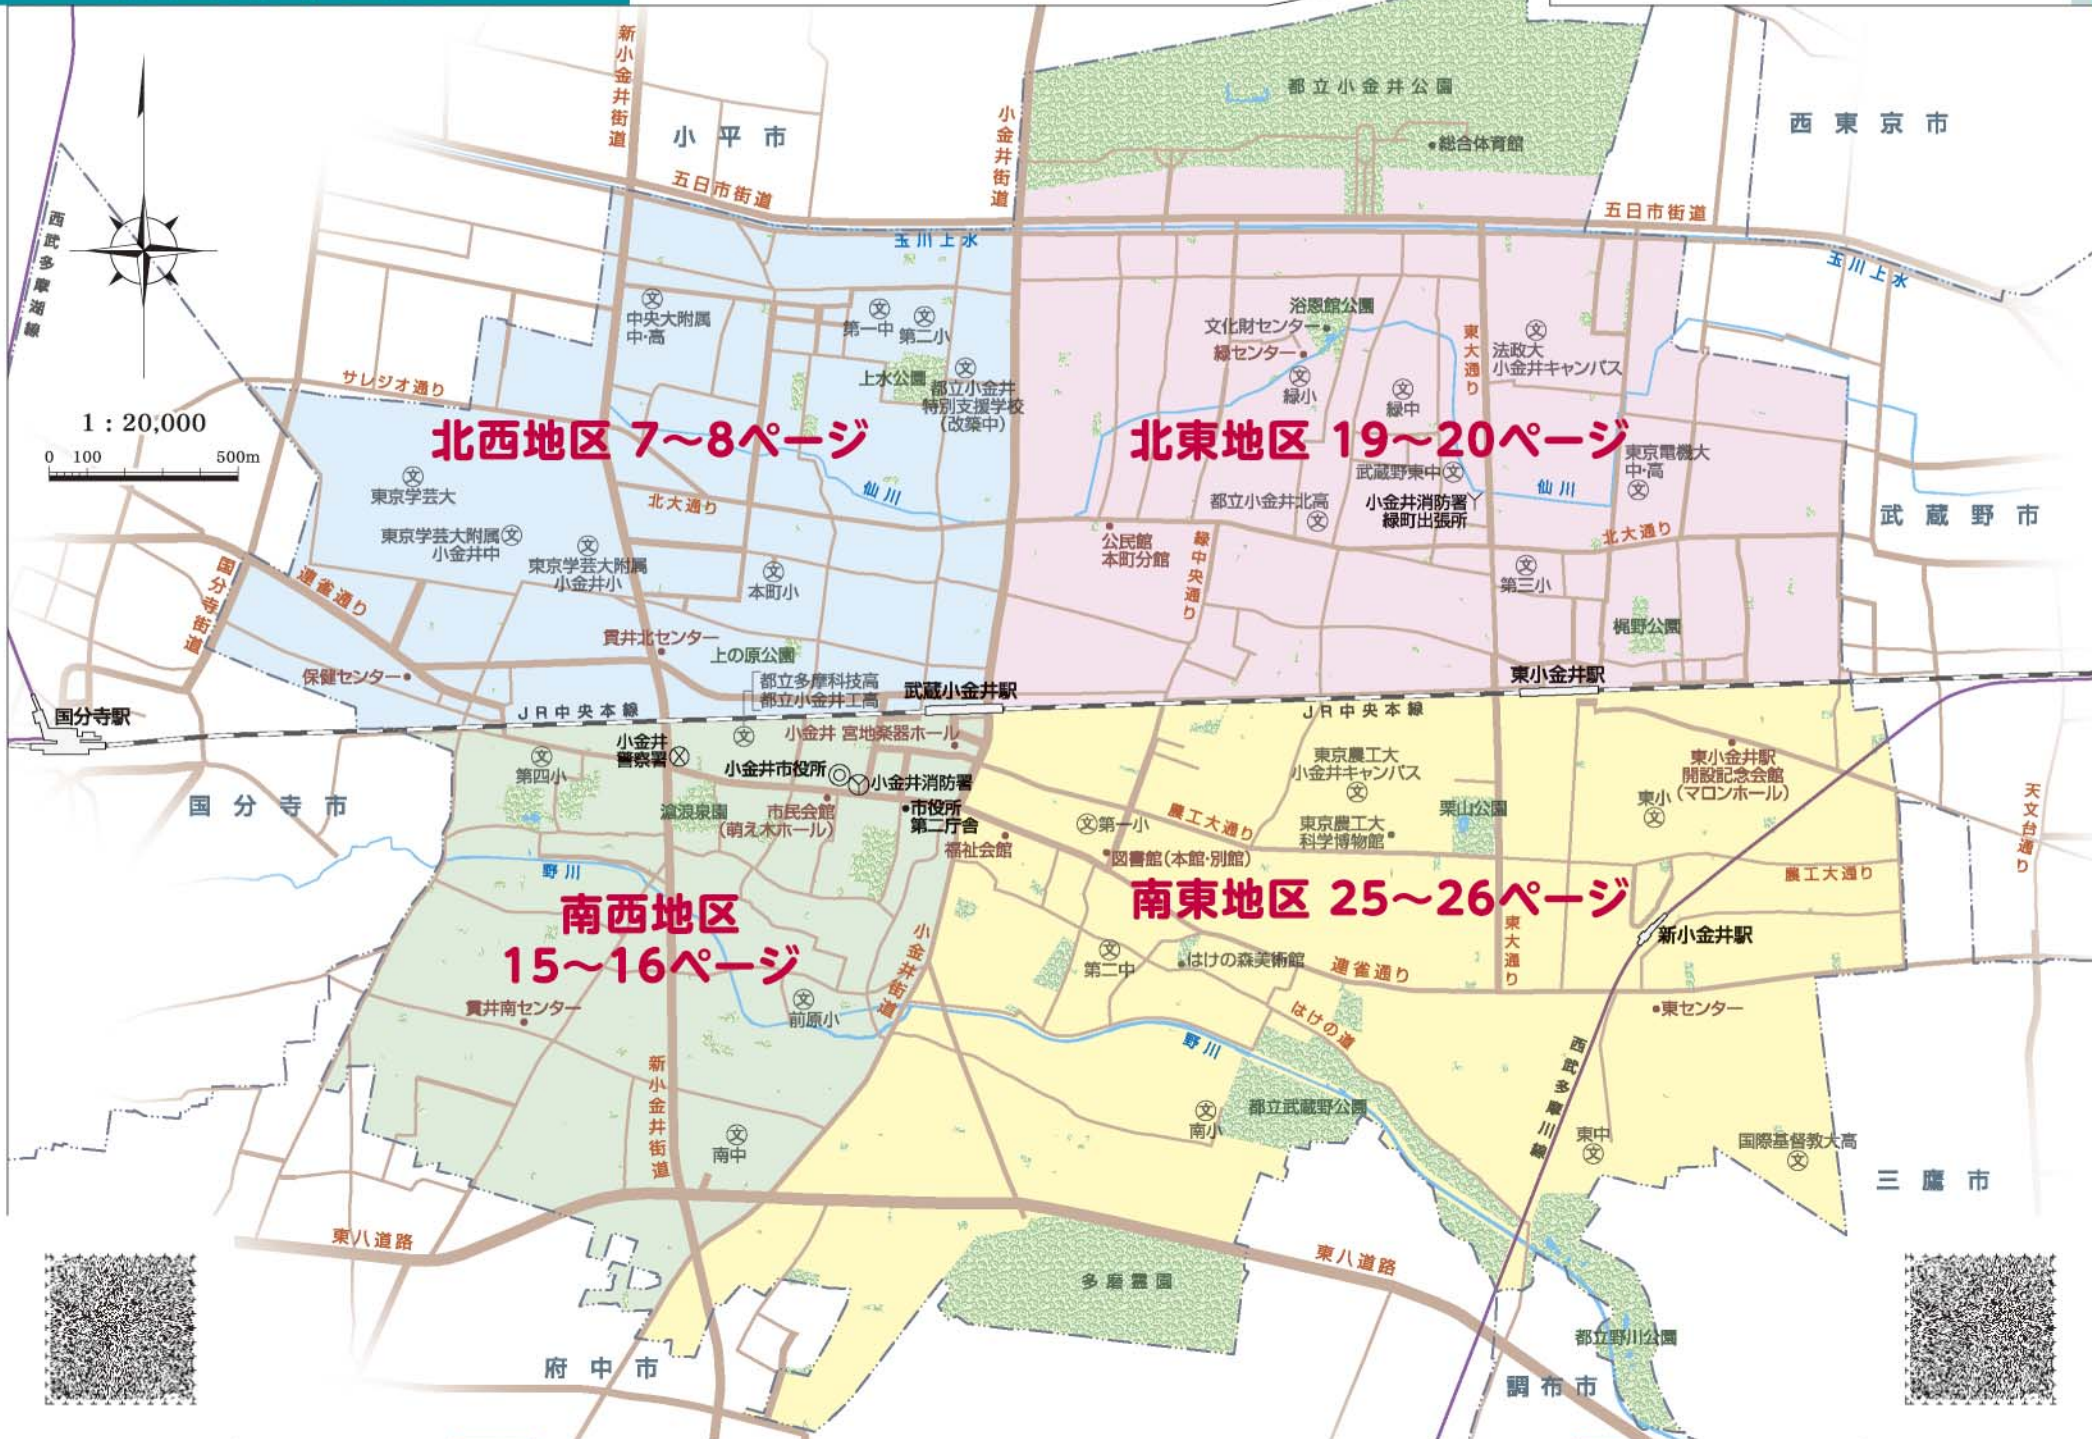 新小金井街道
小金井街道
都立小金井公園
総合体育館
小平市
西東京市
五日市街道
五日市街道
玉川上水
玉川上水
西武多摩湖線
中央大附属
中・高
第一中
第二小
上水公園
都立小金井
特別支援学校
(改築中)
浴恩館公園
文化財センター
緑センター
緑小
緑中
東大通り
法政大
小金井キャンパス
サレジオ通り
1:20,000
0 100 500m
北西地区 7~8ページ
北東地区 19~20ページ
東京電機大
中・高
東京学芸大
仙川
北大通り
武蔵野東中
都立小金井北高
小金井消防署
緑町出張所
仙川
武蔵野市
東京学芸大附属
小金井中
東京学芸大附属
小金井小
本町小
公民館
本町分館
緑中央通り
北大通り
第三小
国分寺街道
連雀通り
梶野公園
貫井北センター
上の原公園
保健センター
都立多摩科技高
都立小金井工高
武蔵小金井駅
東小金井駅
国分寺駅
JR中央本線
JR中央本線
小金井 宮地楽器ホール
小金井
警察署
第四小
小金井市役所
小金井消防署
東京農工大
小金井キャンパス
東小金井駅
開設記念会館
(マロンホール)
国分寺市
滄浪泉園
市民会館
(萌え木ホール)
市役所
第二庁舎
福祉会館
第一小
農工大通り
東京農工大
科学博物館
栗山公園
東小
天文台通り
図書館(本館・別館)
野川
農工大通り
南西地区
15~16ページ
南東地区 25~26ページ
小金井街道
東大通り
新小金井駅
第二中
はけの森美術館
連雀通り
貫井南センター
前原小
はけの道
東センター
野川
新小金井街道
西武多摩川線
都立武蔵野公園
南小
南中
東中
国際基督教大高
三鷹市
東八道路
東八道路
多磨霊園
都立野川公園
府中市
調布市